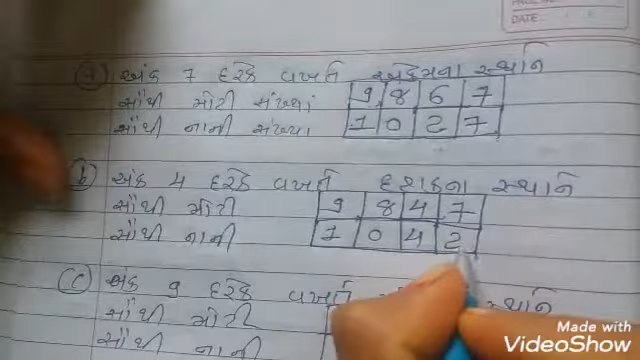 DATE:
(a) અંક 7 દરેક વખતે એકમના સ્થાને
સૌથી મોટી સંખ્યા 9 8 6 7
સૌથી નાની સંખ્યા 1 0 2 7
(b) અંક 4 દરેક વખતે દશકના સ્થાને
સૌથી મોટી 9 8 4 7
સૌથી નાની 1 0 4 2
(c) અંક 9 દરેક વખતે સ્થાને
સૌથી મોટી
સૌથી નાની
Made with
VideoShow